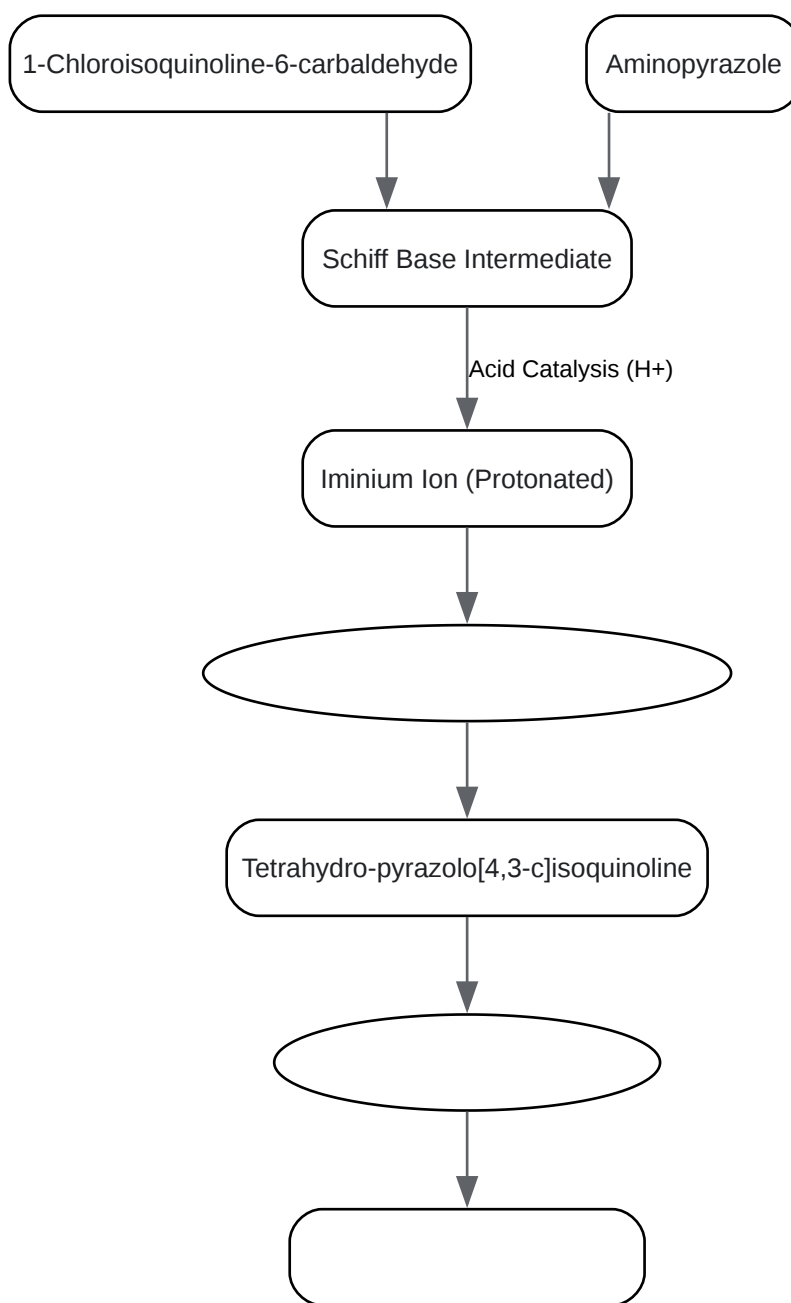 1-Chloroisoquinoline-6-carbaldehyde
Aminopyrazole
Schiff Base Intermediate
Acid Catalysis (H+)
Iminium Ion (Protonated)
Tetrahydro-pyrazolo[4,3-c]isoquinoline